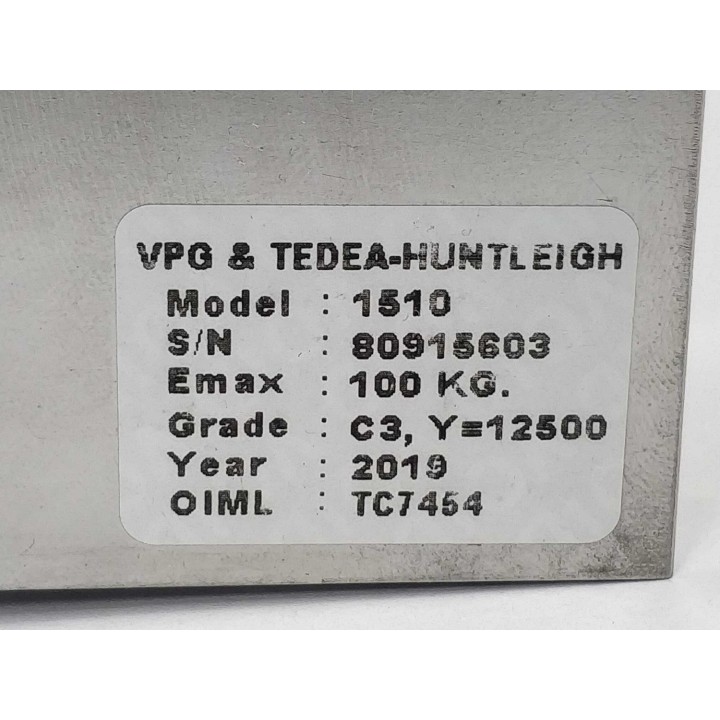 VPG & TEDEA-HUNTLEIGH
Model : 1510
S/N : 80915603
Emax : 100 KG.
Grade : C3, Y=12500
Year : 2019
OIML : TC7454